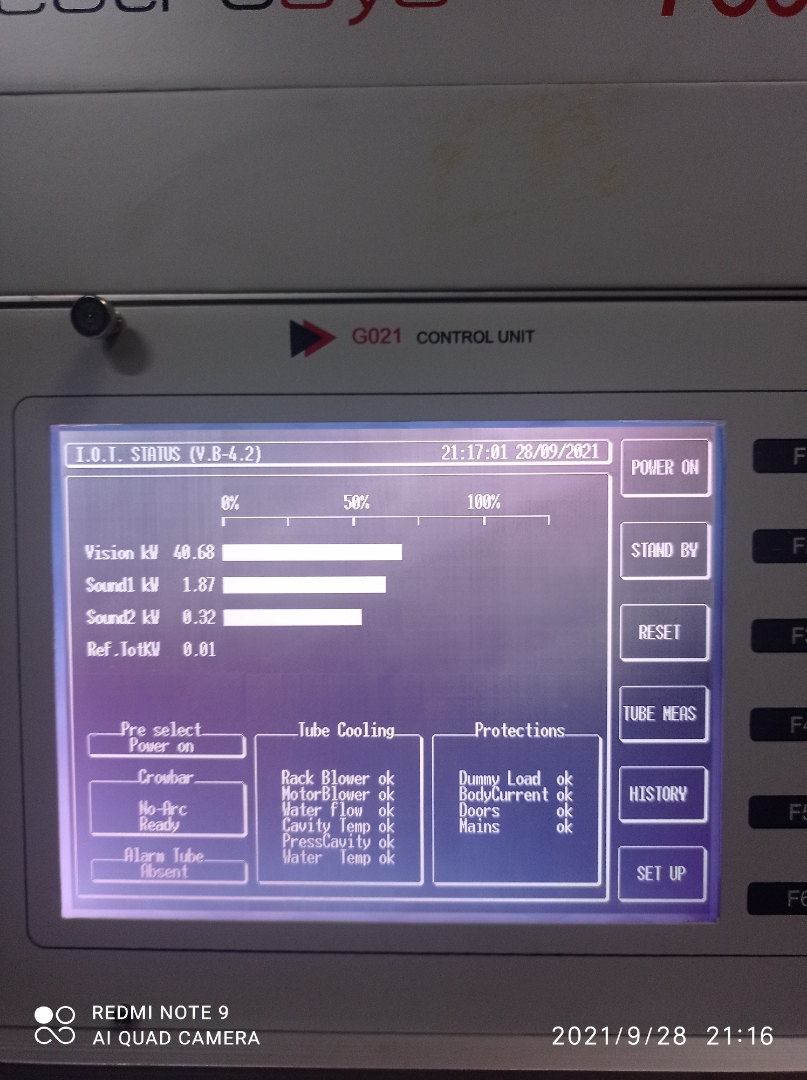 G021 CONTROL UNIT
I.O.T. STATUS (V.B-4.2) 21:17:01 28/09/2021
0% 50% 100%
Vision kW 40.68
Sound1 kW 1.87
Sound2 kW 0.32
Ref.TotKW 0.01
Pre select
Power on
Crowbar
No-Arc
Ready
Alarm Tube
Absent
Tube Cooling
Rack Blower ok
MotorBlower ok
Water flow ok
Cavity Temp ok
PressCavity ok
Water Temp ok
Protections
Dummy Load ok
BodyCurrent ok
Doors ok
Mains ok
POWER ON
STAND BY
RESET
TUBE MEAS
HISTORY
SET UP
REDMI NOTE 9
AI QUAD CAMERA
2021/9/28 21:16